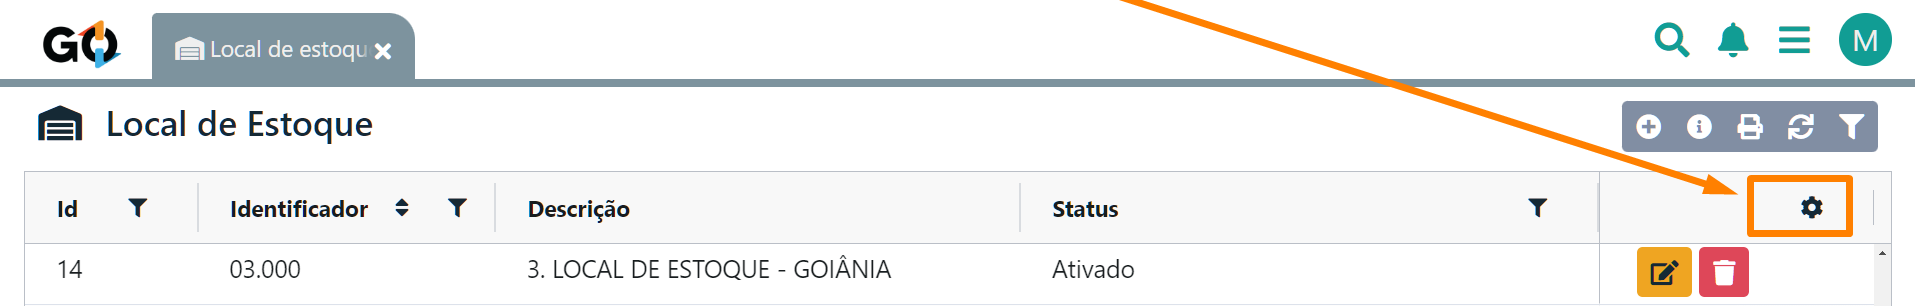 GO Local de estoqu M
Local de Estoque
Id Identificador Descrição Status
14 03.000 3. LOCAL DE ESTOQUE - GOIÂNIA Ativado